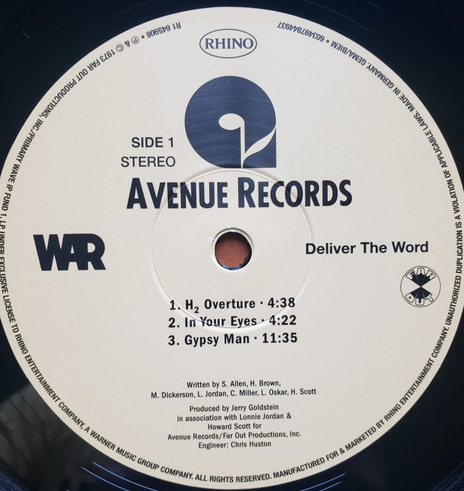 RHINO
R1 645908 • ℗ & © 1973 FAR OUT PRODUCTIONS, INC./PRIMARY WAVE IP FUND 1, LP UNDER EXCLUSIVE LICENSE TO RHINO ENTERTAINMENT COMPANY, A WARNER MUSIC GROUP COMPANY. ALL RIGHTS RESERVED. MANUFACTURED FOR & MARKETED BY RHINO ENTERTAINMENT COMPANY. UNAUTHORIZED DUPLICATION IS A VIOLATION OF APPLICABLE LAWS. MADE IN GERMANY. GEMA/BIEM • 603497844937
SIDE 1
STEREO
AVENUE RECORDS
WAR
Deliver The Word
1. H₂ Overture · 4:38
2. In Your Eyes · 4:22
3. Gypsy Man · 11:35
Written by S. Allen, H. Brown,
M. Dickerson, L. Jordan, C. Miller, L. Oskar, H. Scott
Produced by Jerry Goldstein
in association with Lonnie Jordan &
Howard Scott for
Avenue Records/Far Out Productions, Inc.
Engineer: Chris Huston